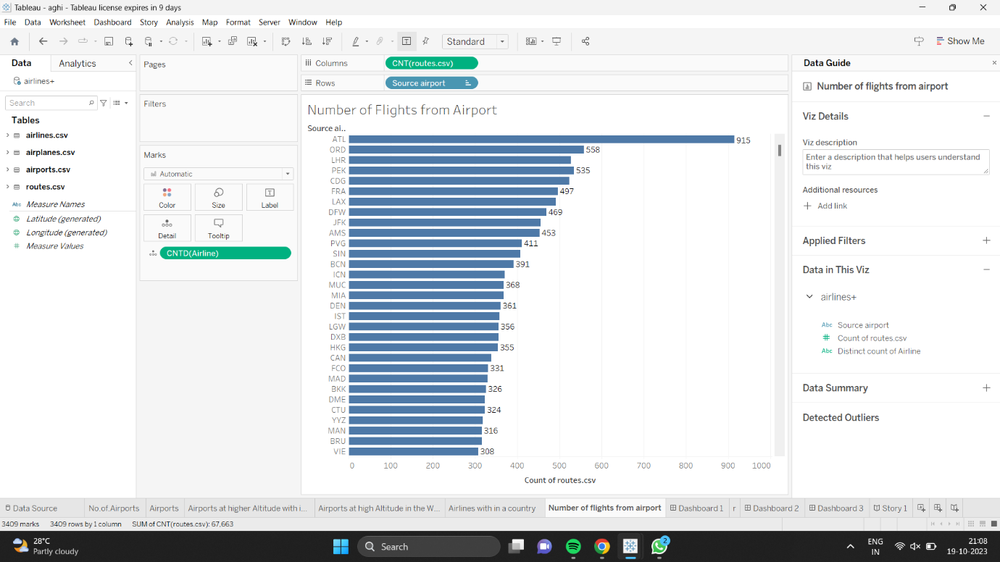 Tableau - aghi - Tableau license expires in 9 days
File Data Worksheet Dashboard Story Analysis Map Format Server Window Help
Standard
Show Me
Data Analytics
airlines+
Search
Tables
airlines.csv
airplanes.csv
airports.csv
routes.csv
Abc Measure Names
Latitude (generated)
Longitude (generated)
# Measure Values
Pages
Filters
Marks
Automatic
Color Size Label
Detail Tooltip
CNTD(Airline)
Columns CNT(routes.csv)
Rows Source airport
Number of Flights from Airport
Source ai..
ATL 915
ORD 558
LHR
PEK 535
CDG
FRA 497
LAX
DFW 469
JFK
AMS 453
PVG 411
SIN
BCN 391
ICN
MUC 368
MIA
DEN 361
IST
LGW 356
DXB
HKG 355
CAN
FCO 331
MAD
BKK 326
DME
CTU 324
YYZ
MAN 316
BRU
VIE 308
0 100 200 300 400 500 600 700 800 900 1000
Count of routes.csv
Data Guide
Number of flights from airport
Viz Details
Viz description
Enter a description that helps users understand
this viz
Additional resources
Add link
Applied Filters
Data in This Viz
airlines+
Abc Source airport
# Count of routes.csv
Abc Distinct count of Airline
Data Summary
Detected Outliers
Data Source No.of.Airports Airports Airports at higher Altitude with i... Airports at high Altitude in the W... Airlines with in a country Number of flights from airport Dashboard 1 r Dashboard 2 Dashboard 3 Story 1
3409 marks 3409 rows by 1 column SUM of CNT(routes.csv): 67,663
28°C
Partly cloudy
Search
2
ENG
IN
21:08
19-10-2023